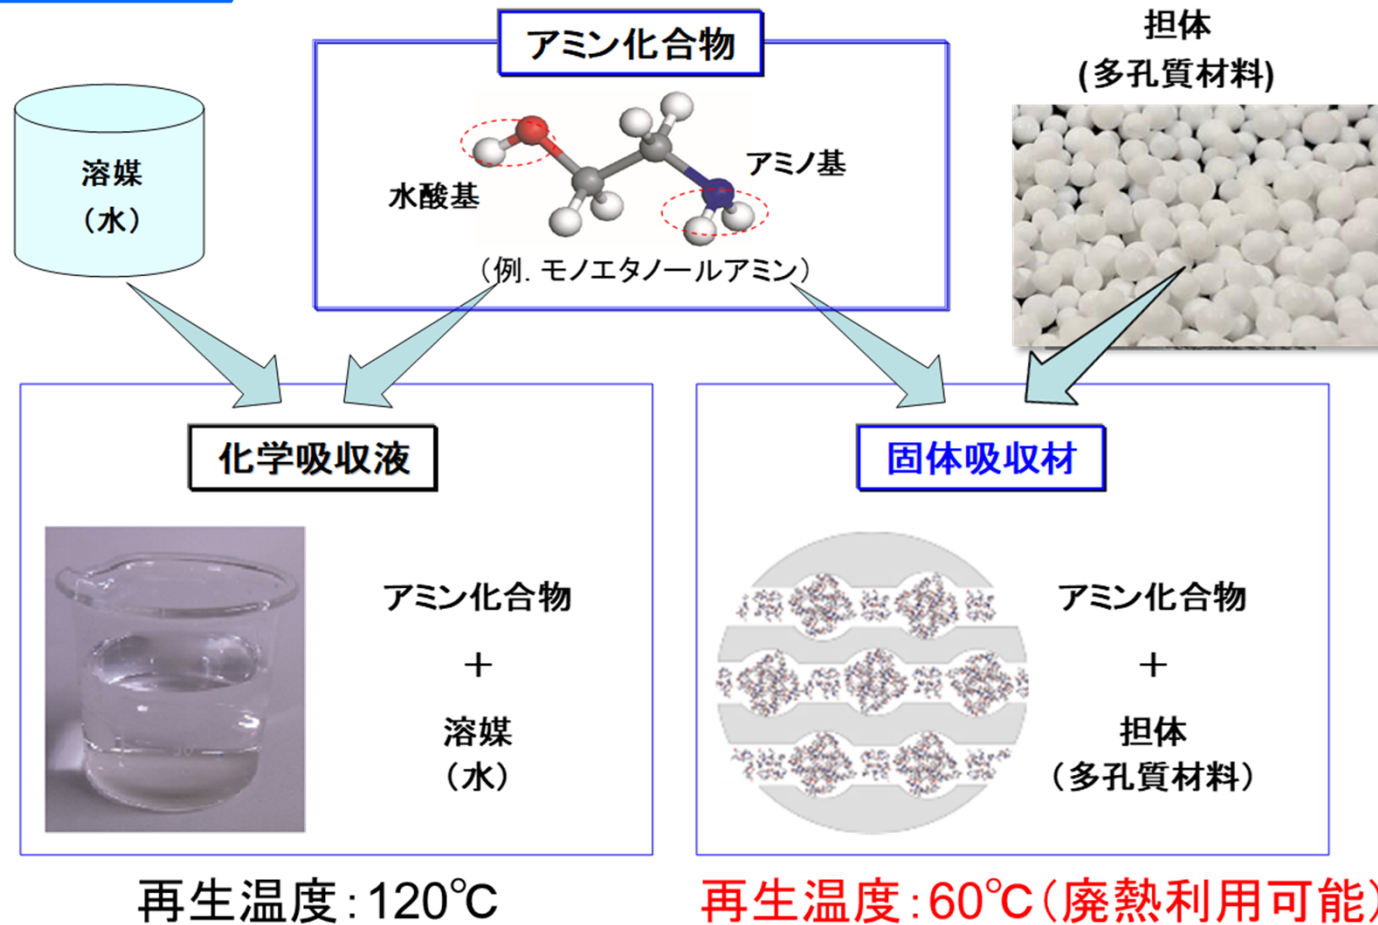 アミン化合物
担体
(多孔質材料)
溶媒
（水）
水酸基
アミノ基
（例．モノエタノールアミン）
化学吸収液
固体吸収材
アミン化合物
＋
溶媒
（水）
アミン化合物
＋
担体
（多孔質材料）
再生温度：120℃
再生温度：60℃（廃熱利用可能）